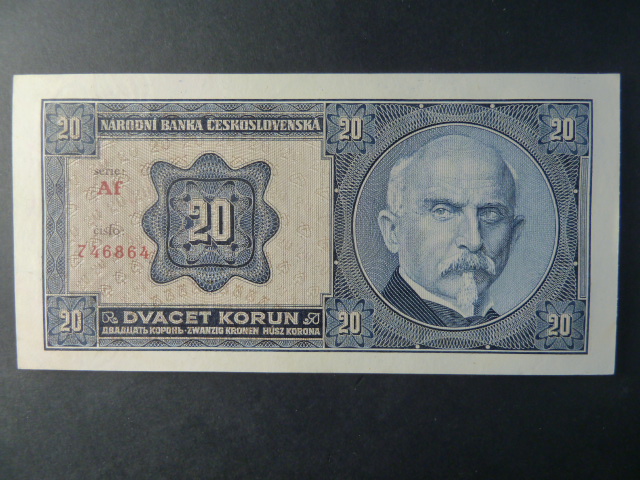 20 NÁRODNÍ BANKA ČESKOSLOVENSKÁ 20 20
serie:
Af
20
číslo
746864
20 DVACET KORUN 20 20
ДВАДЦАТЬ КОРОНЪ-ZWANZIG KRONEN HÚSZ KORONA